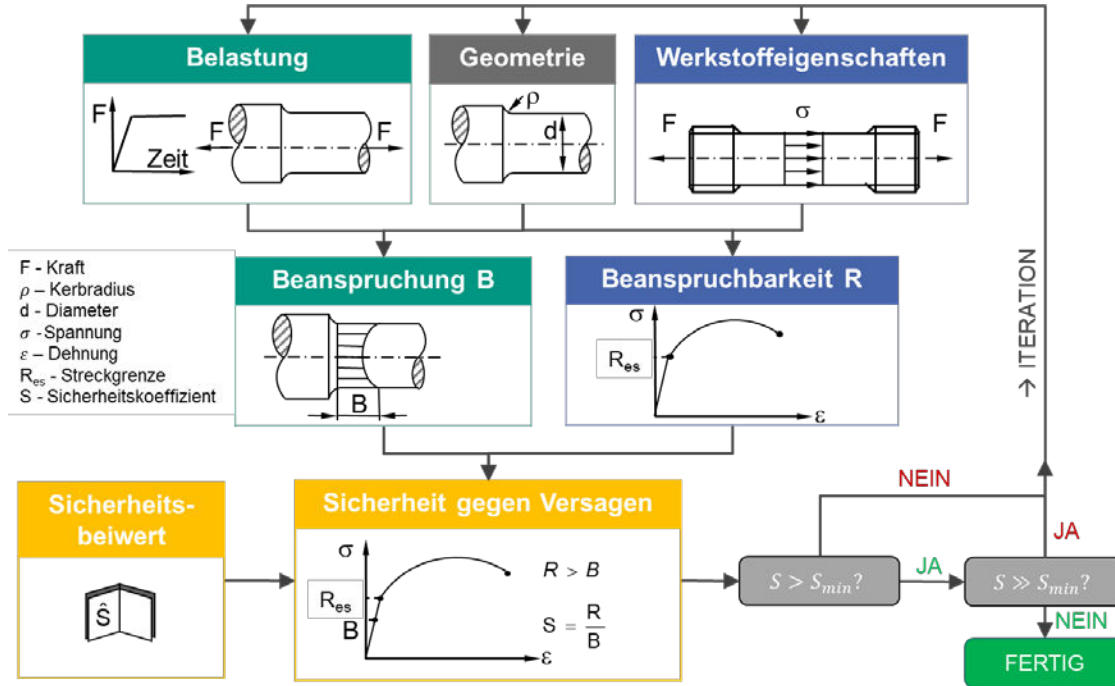 Belastung
F
Zeit
F
F
Geometrie
ρ
d
Werkstoffeigenschaften
F
σ
F
F - Kraft
ρ – Kerbradius
d - Diameter
σ -Spannung
ε – Dehnung
Res - Streckgrenze
S - Sicherheitskoeffizient
Beanspruchung B
B
Beanspruchbarkeit R
σ
Res
ε
→ ITERATION
Sicherheits-
beiwert
Ŝ
Sicherheit gegen Versagen
σ
Res
B
ε
R > B
S = R/B
NEIN
S > Smin?
JA
JA
S ≫ Smin?
NEIN
FERTIG